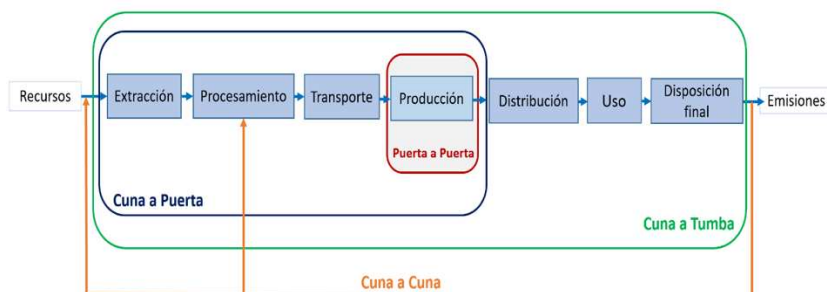 Recursos
Extracción
Procesamiento
Transporte
Producción
Distribución
Uso
Disposición
final
Emisiones
Puerta a Puerta
Cuna a Puerta
Cuna a Tumba
Cuna a Cuna